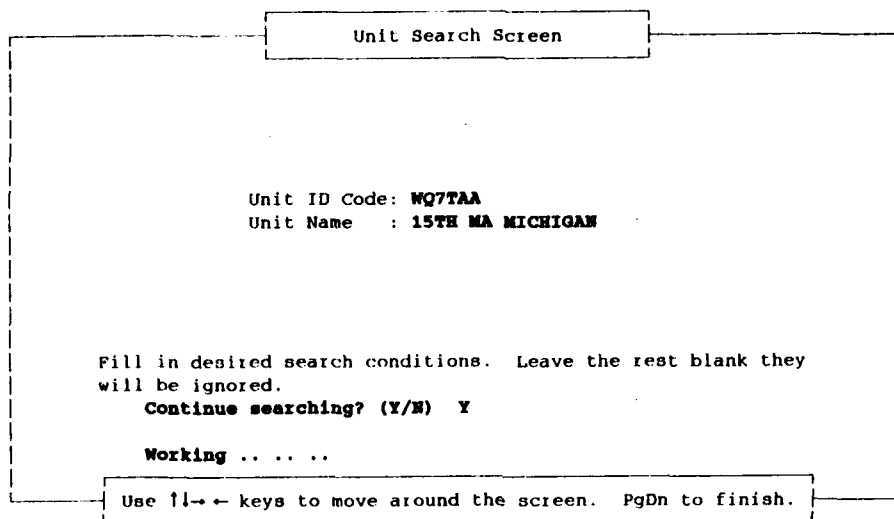 Unit Search Screen
Unit ID Code: WQ7TAA
Unit Name : 15TH MA MICHIGAN
Fill in desired search conditions. Leave the rest blank they
will be ignored.
Continue searching? (Y/N) Y
Working .. .. ..
Use ↑↓→← keys to move around the screen. PgDn to finish.